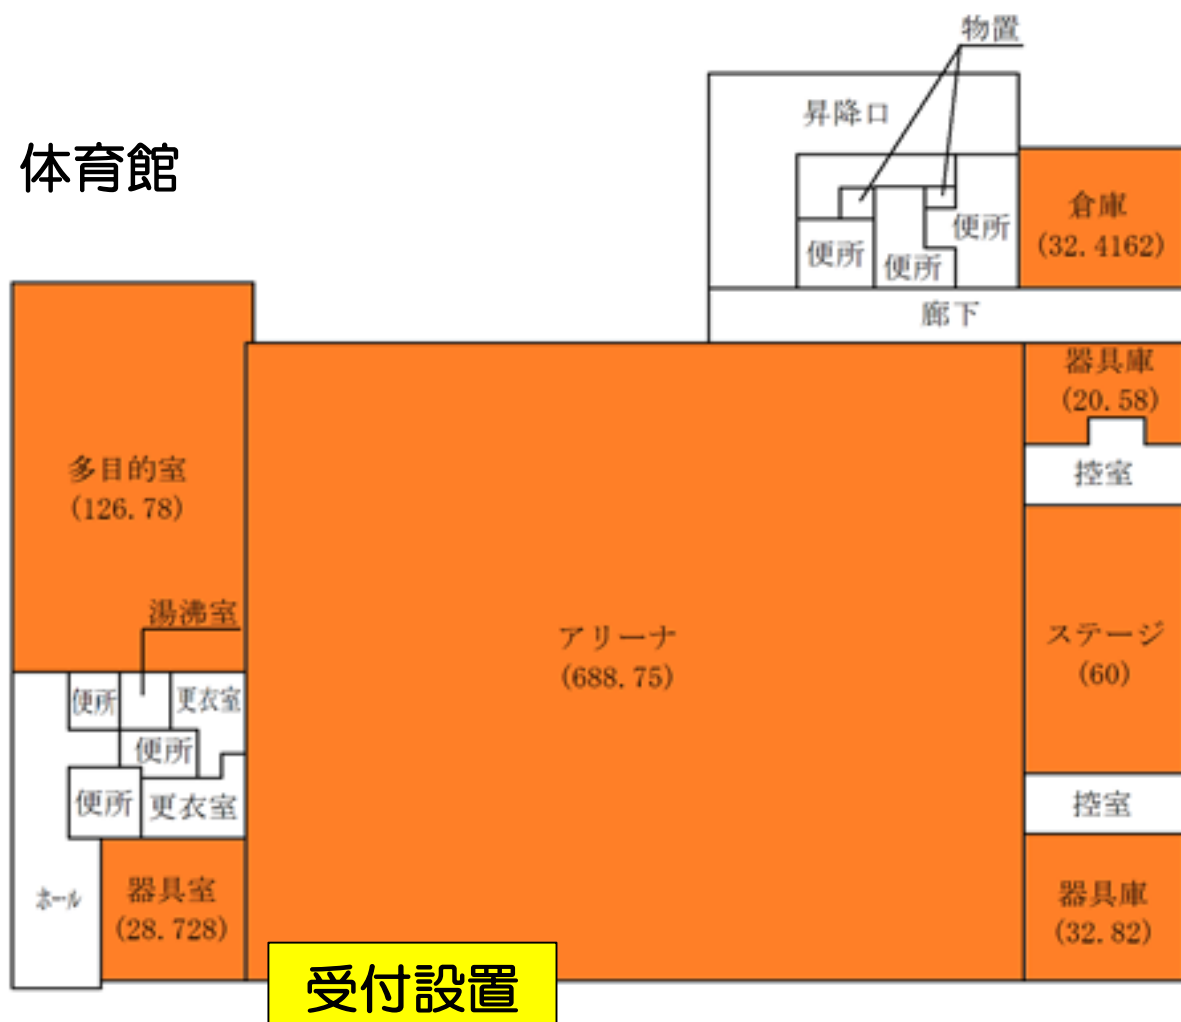 物置
昇降口
体育館
倉庫
(32.4162)
便所
便所
便所
廊下
器具庫
(20.58)
控室
多目的室
(126.78)
湯沸室
アリーナ
(688.75)
ステージ
(60)
便所
更衣室
便所
便所
更衣室
控室
ホール
器具室
(28.728)
器具庫
(32.82)
受付設置